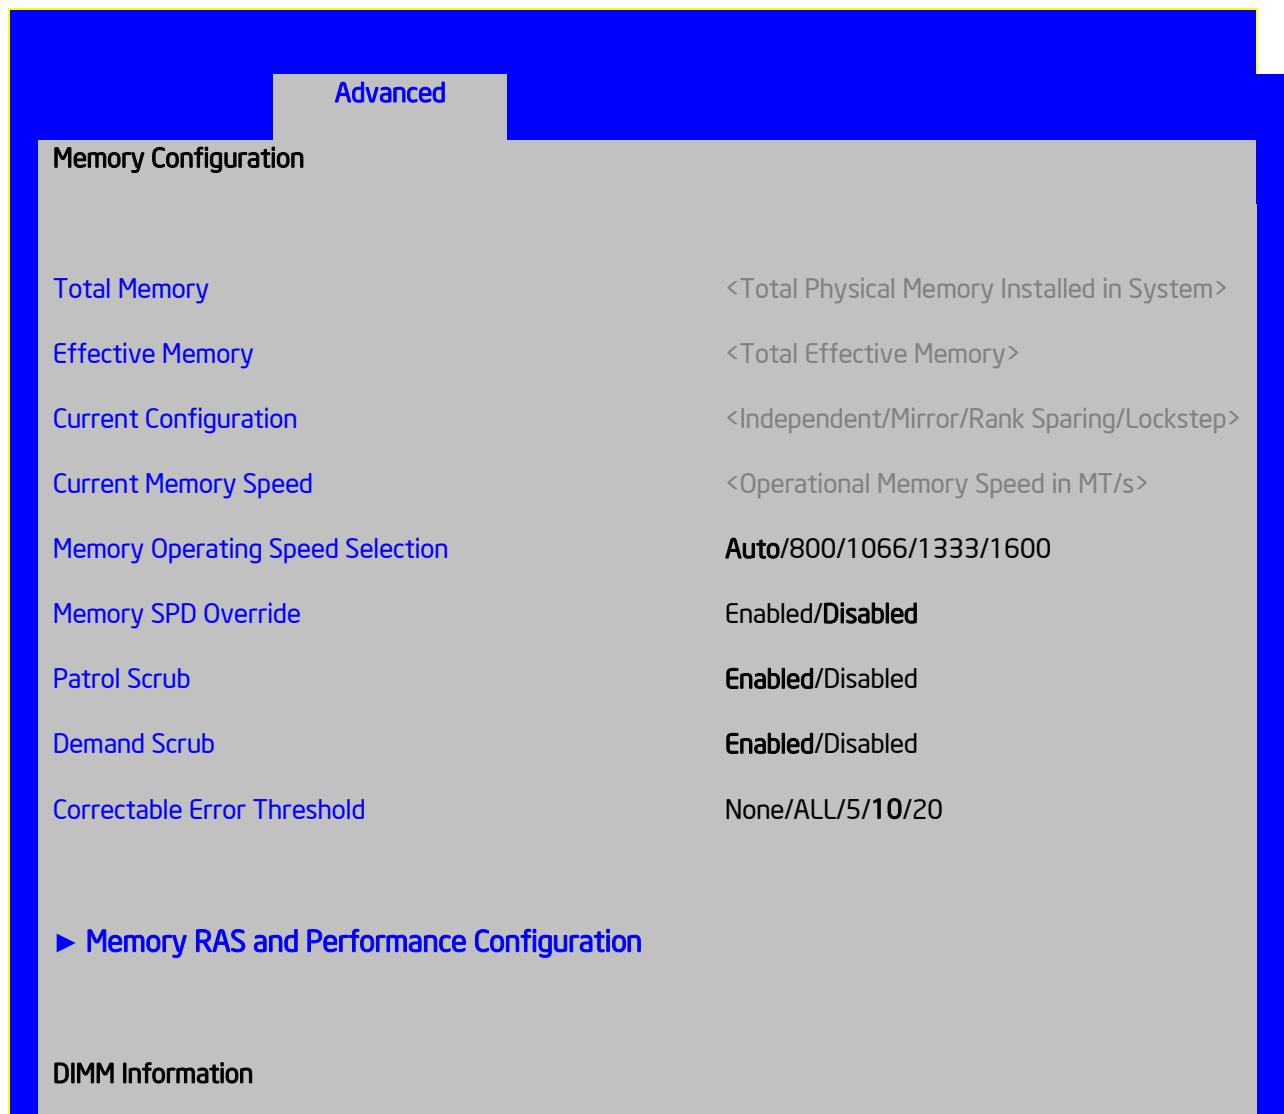 Advanced
Memory Configuration
Total Memory <Total Physical Memory Installed in System>
Effective Memory <Total Effective Memory>
Current Configuration <Independent/Mirror/Rank Sparing/Lockstep>
Current Memory Speed <Operational Memory Speed in MT/s>
Memory Operating Speed Selection Auto/800/1066/1333/1600
Memory SPD Override Enabled/Disabled
Patrol Scrub Enabled/Disabled
Demand Scrub Enabled/Disabled
Correctable Error Threshold None/ALL/5/10/20
► Memory RAS and Performance Configuration
DIMM Information